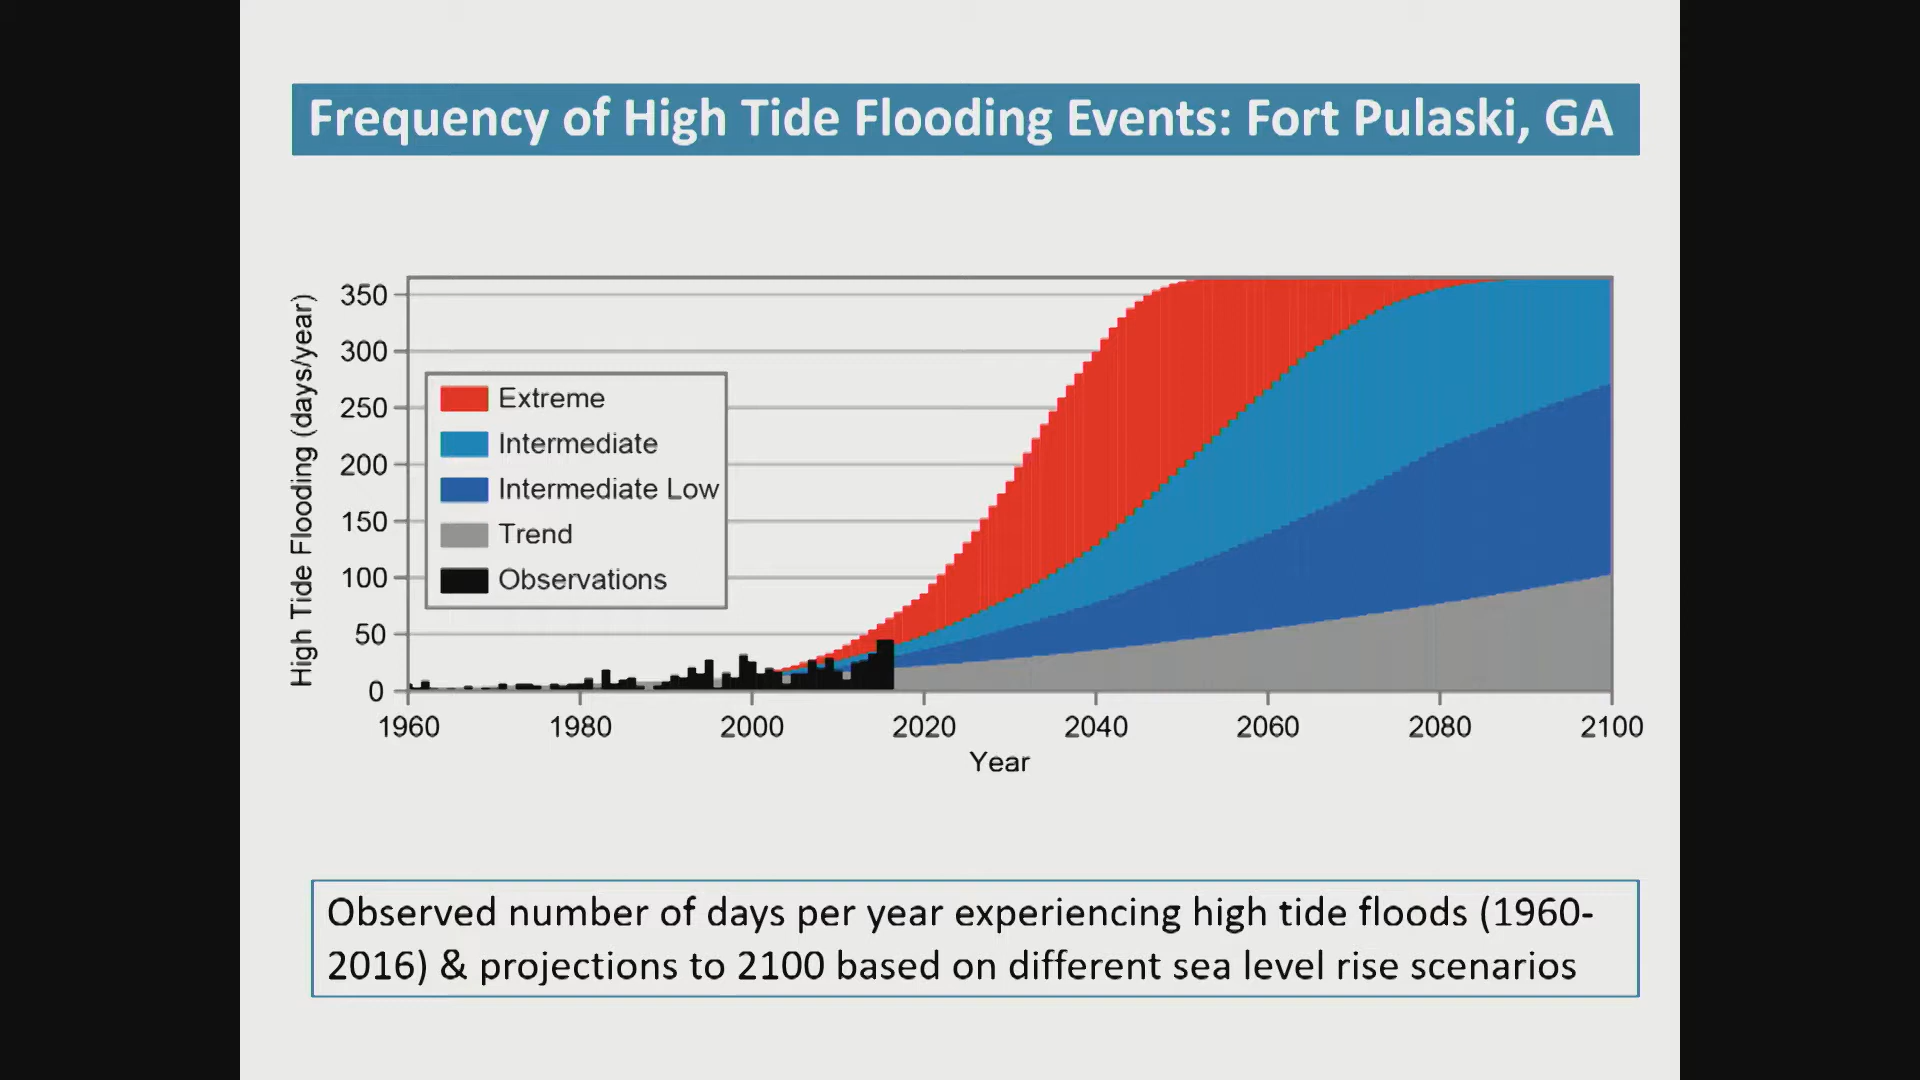 Frequency of High Tide Flooding Events: Fort Pulaski, GA
High Tide Flooding (days/year)
350
300
250
200
150
100
50
0
Extreme
Intermediate
Intermediate Low
Trend
Observations
1960 1980 2000 2020 2040 2060 2080 2100
Year
Observed number of days per year experiencing high tide floods (1960-
2016) & projections to 2100 based on different sea level rise scenarios